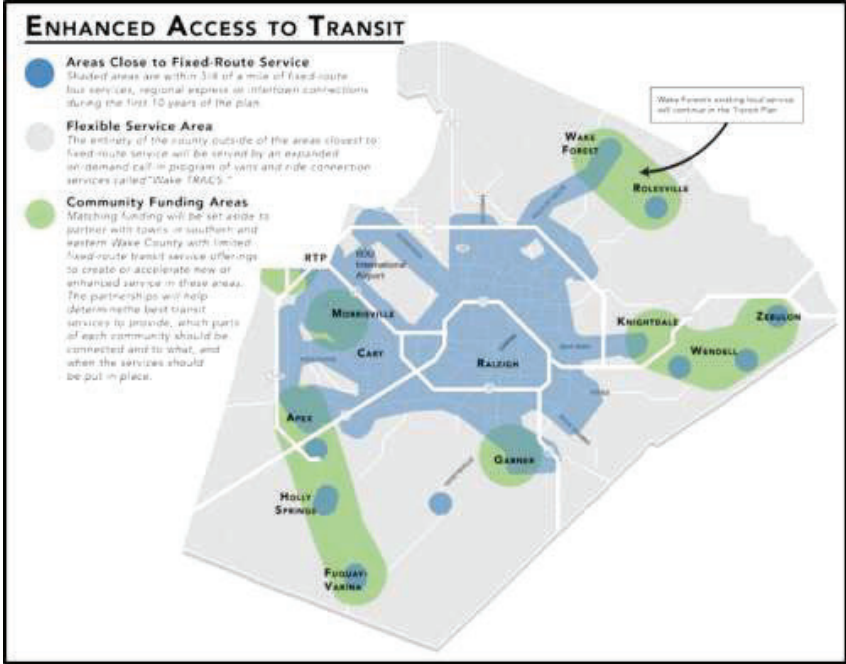 ENHANCED ACCESS TO TRANSIT
Areas Close to Fixed-Route Service
Shaded areas are within 3/4 of a mile of fixed-route
bus services, regional express or intertown connections
during the first 10 years of the plan
Flexible Service Area
The entirety of the county outside of the areas closest to
fixed-route service will be served by an expanded
on-demand call-in program of vans and ride connection
services called "Wake TRACS."
Community Funding Areas
Matching funding will be set aside to
partner with towns in southern and
eastern Wake County with limited
fixed-route transit service offerings
to create or accelerate new or
enhanced service in these areas.
The partnerships will help
determinethe best transit
services to provide, which parts
of each community should be
connected and to what, and
when the services should
be put in place.
Wake Forest's existing local service
will continue in the Transit Plan
WAKE
FOREST
ROLESVILLE
RTP
RDU
International
Airport
MORRISVILLE
CARY
RALEIGH
KNIGHTDALE
WENDELL
ZEBULON
APEX
GARNER
HOLLY
SPRINGS
FUQUAY-
VARINA